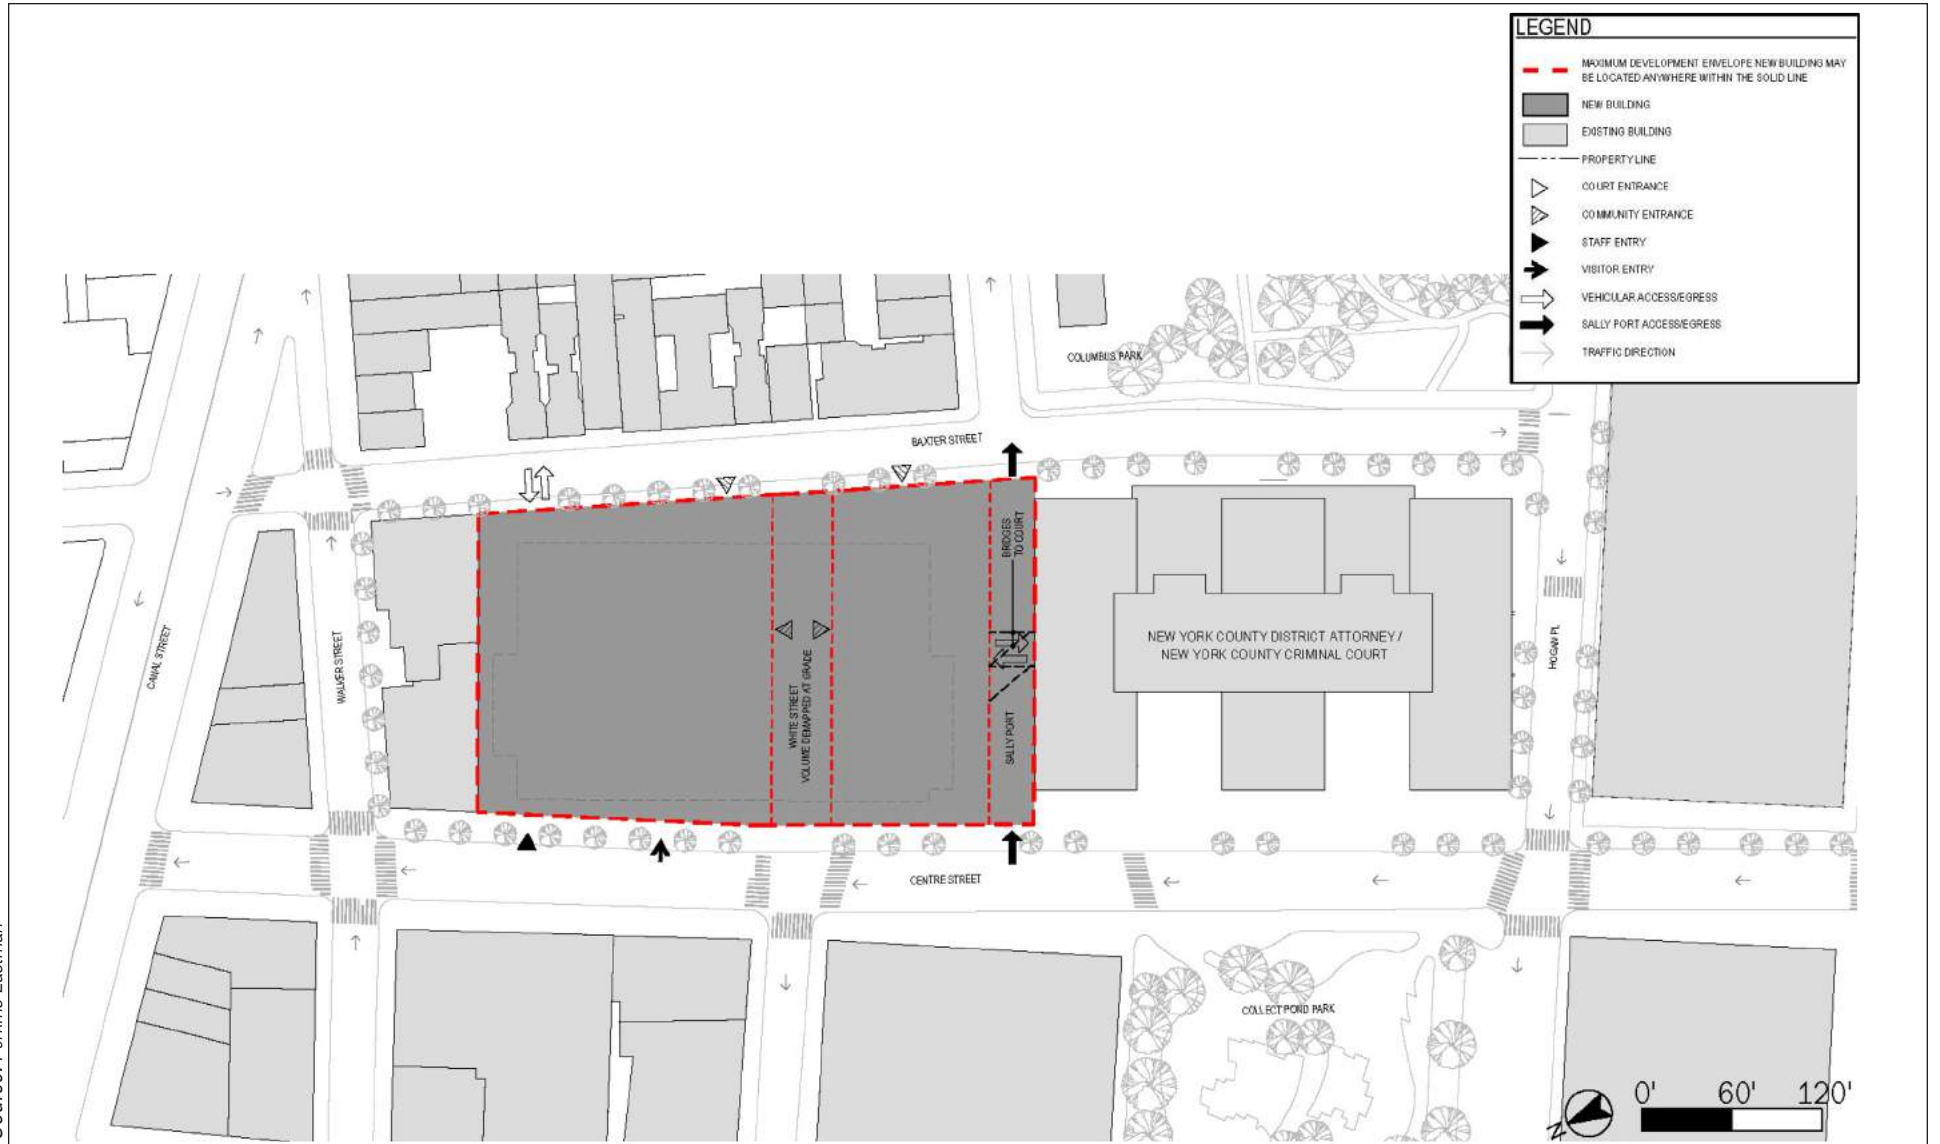 LEGEND
MAXIMUM DEVELOPMENT ENVELOPE NEW BUILDING MAY
BE LOCATED ANYWHERE WITHIN THE SOLID LINE
NEW BUILDING
EXISTING BUILDING
PROPERTY LINE
COURT ENTRANCE
COMMUNITY ENTRANCE
STAFF ENTRY
VISITOR ENTRY
VEHICULAR ACCESS/EGRESS
SALLY PORT ACCESS/EGRESS
TRAFFIC DIRECTION
COLUMBUS PARK
BAXTER STREET
BRIDGES
TO COURT
CANAL STREET
WALKER STREET
WHITE STREET
VOLUME DEMAPPED AT GRADE
SALLY PORT
NEW YORK COUNTY DISTRICT ATTORNEY /
NEW YORK COUNTY CRIMINAL COURT
HOGAN PL
CENTRE STREET
COLLECT POND PARK
N
0' 60' 120'